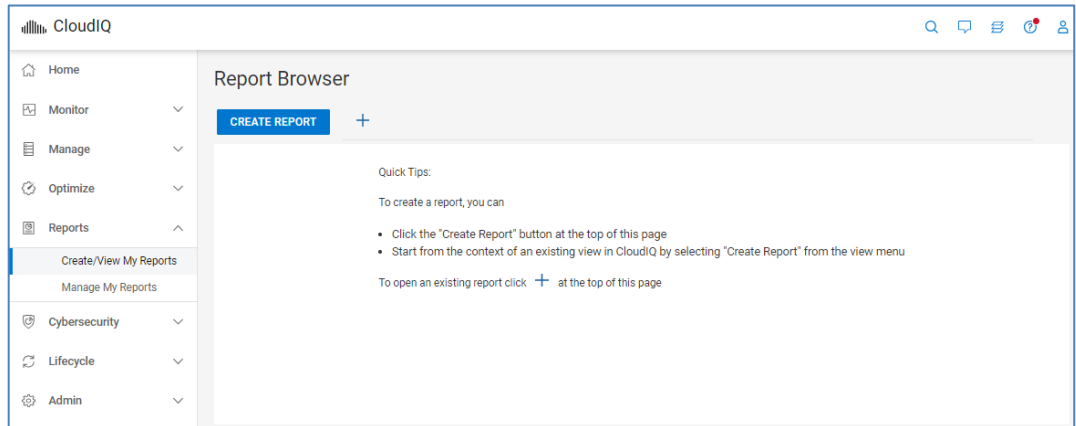 CloudIQ
Home
Monitor
Manage
Optimize
Reports
Create/View My Reports
Manage My Reports
Cybersecurity
Lifecycle
Admin
Report Browser
CREATE REPORT
Quick Tips:
To create a report, you can
• Click the "Create Report" button at the top of this page
• Start from the context of an existing view in CloudIQ by selecting "Create Report" from the view menu
To open an existing report click + at the top of this page